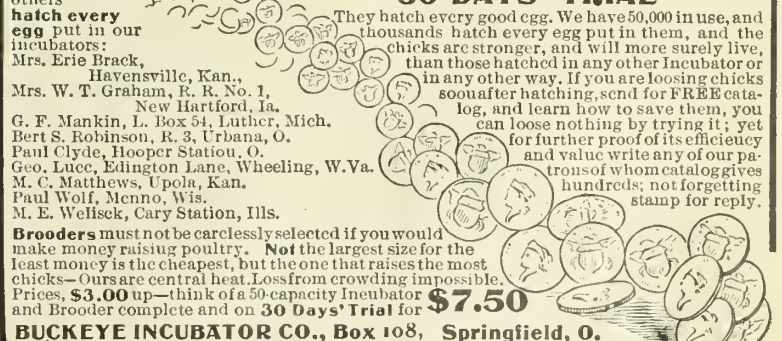 others
hatch every
egg put in our
incubators:
Mrs. Erie Brack,
Havensville, Kan.,
Mrs. W. T. Graham, R. R. No. 1,
New Hartford, Ia.
G. F. Mankin, L. Box 54, Luther, Mich.
Bert S. Robinson, R. 3, Urbana, O.
Paul Clyde, Hooper Station, O.
Geo. Luce, Edington Lane, Wheeling, W.Va.
M. C. Matthews, Upola, Kan.
Paul Wolf, Menno, Wis.
M. E. Welisck, Cary Station, Ills.
30 DAYS' TRIAL
They hatch every good egg. We have 50,000 in use, and
thousands hatch every egg put in them, and the
chicks are stronger, and will more surely live,
than those hatched in any other Incubator or
in any other way. If you are loosing chicks
soon after hatching, send for FREE cata-
log, and learn how to save them, you
can loose nothing by trying it; yet
for further proof of its efficiency
and value write any of our pa-
trons of whom catalog gives
hundreds; not forgetting
stamp for reply.
Brooders must not be carelessly selected if you would
make money raising poultry. Not the largest size for the
least money is the cheapest, but the one that raises the most
chicks—Ours are central heat. Loss from crowding impossible.
Prices, $3.00 up—think of a 50-capacity Incubator
and Brooder complete and on 30 Days' Trial for $7.50
BUCKEYE INCUBATOR CO., Box 108, Springfield, O.